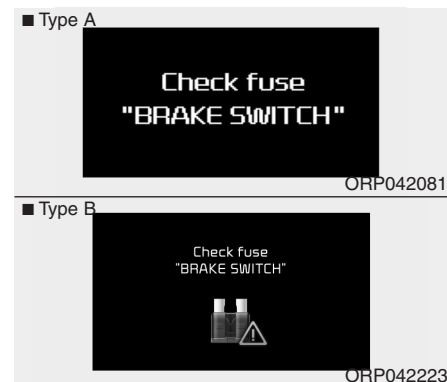 ■ Type A
Check fuse
"BRAKE SWITCH"
ORP042081
■ Type B
Check fuse
"BRAKE SWITCH"
ORP042223